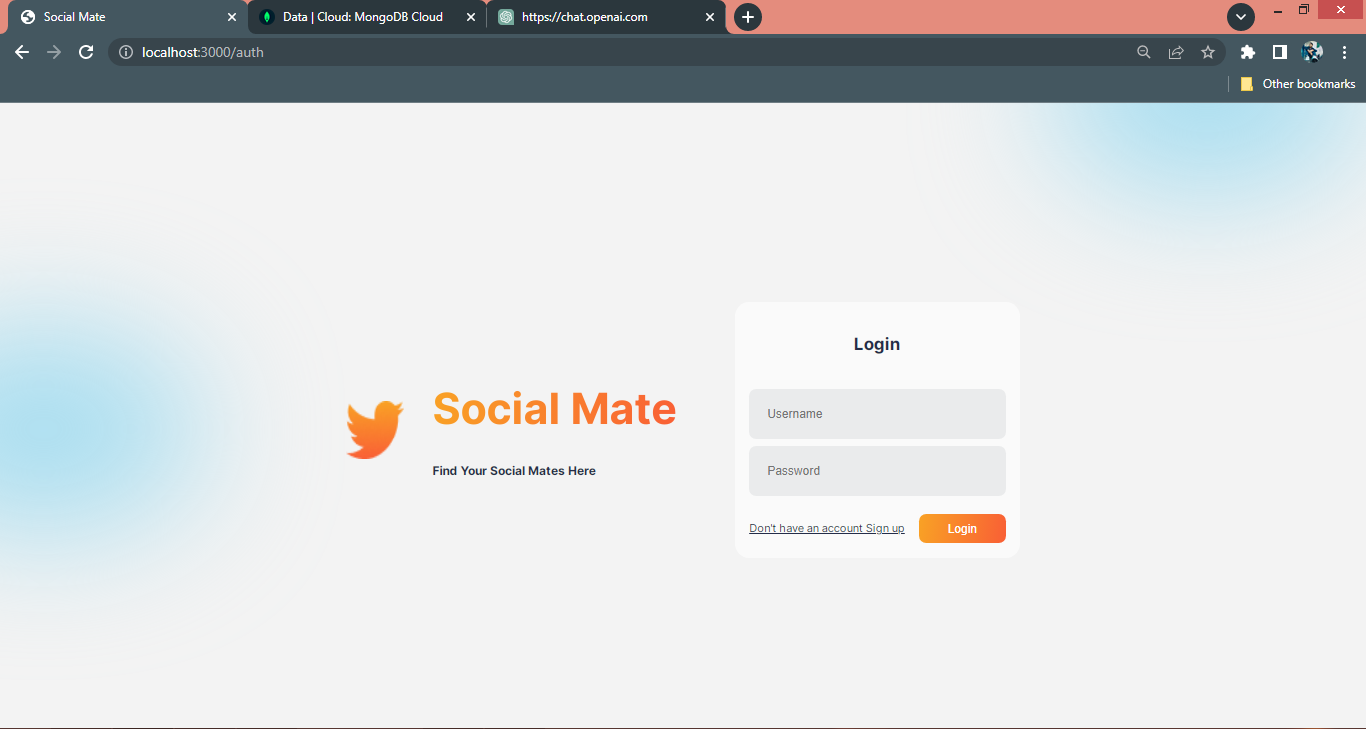 Social Mate
Data | Cloud: MongoDB Cloud
https://chat.openai.com
localhost:3000/auth
Other bookmarks
Login
Social Mate
Find Your Social Mates Here
Username
Password
Don't have an account Sign up
Login